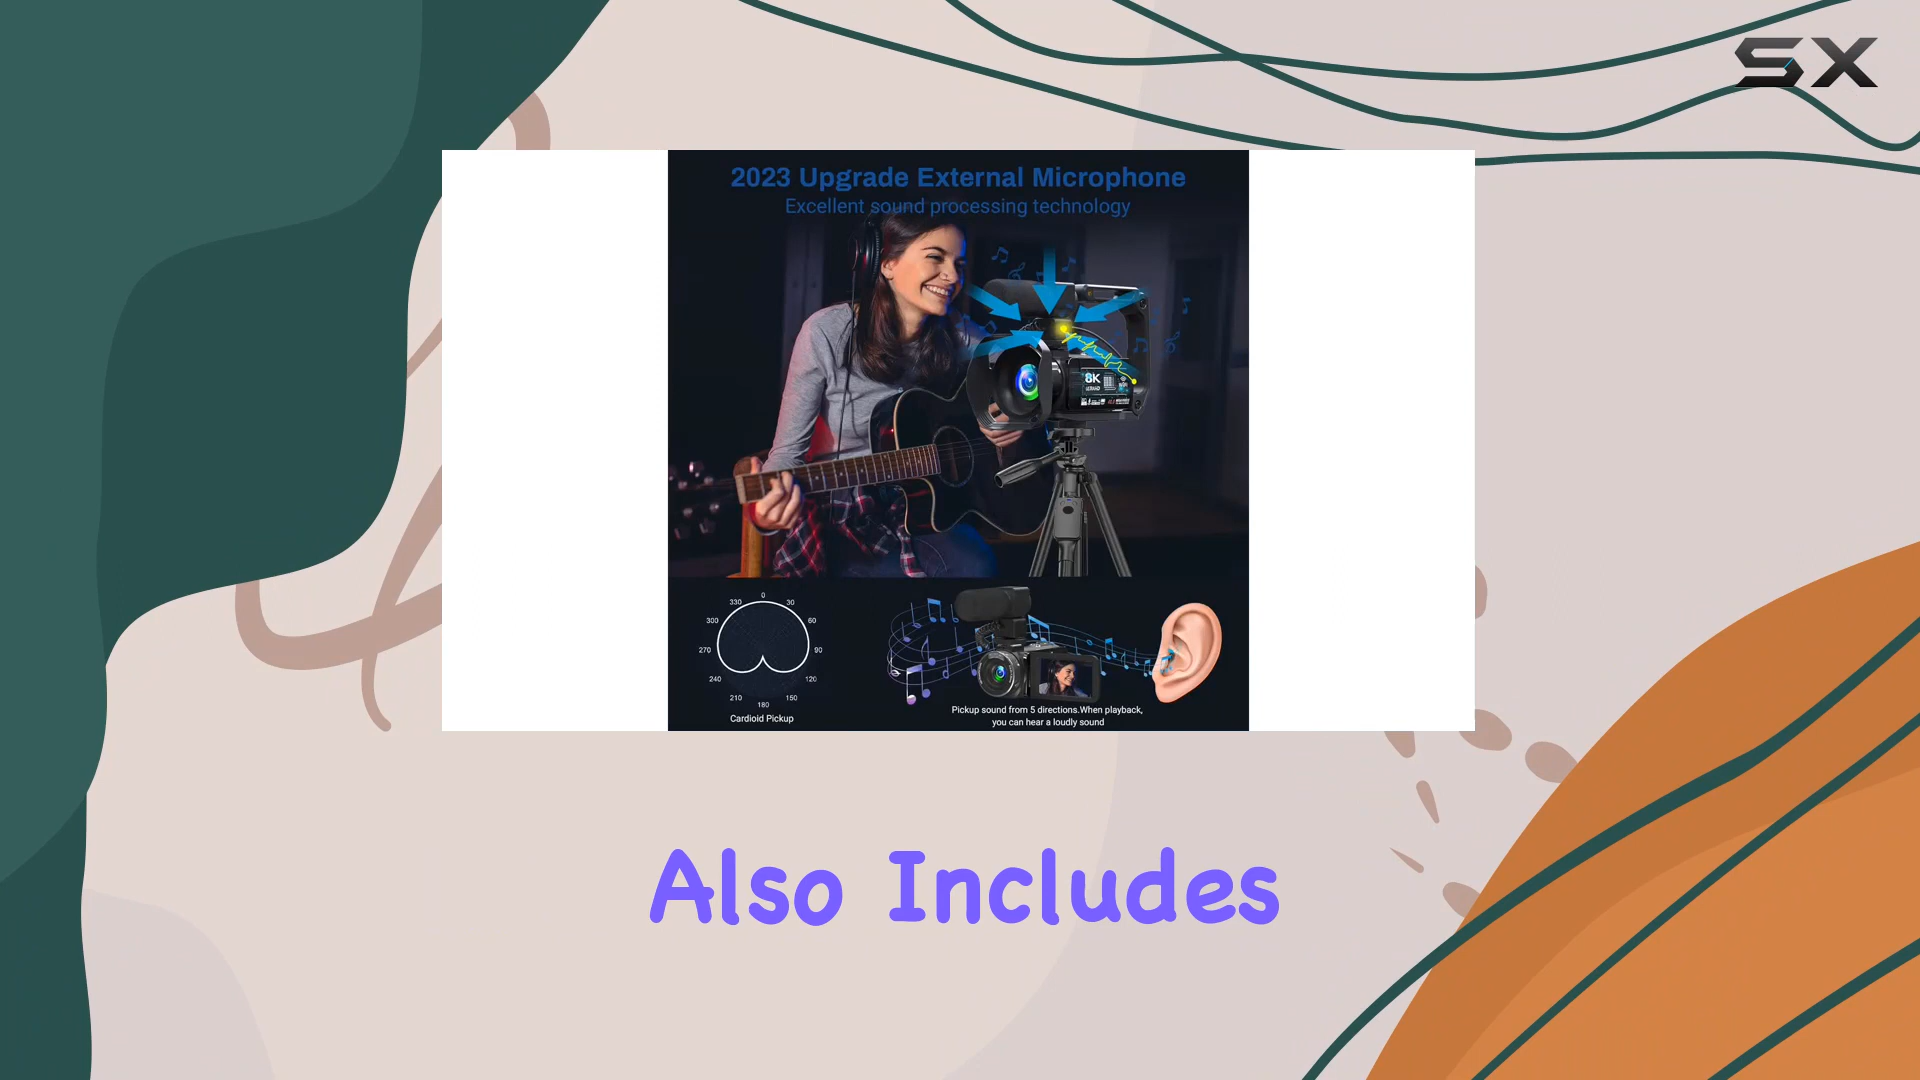 SX
2023 Upgrade External Microphone
Excellent sound processing technology
8K
0
330 30
300 60
270 90
240 120
210 150
180
Cardioid Pickup
Pickup sound from 5 directions.When playback,
you can hear a loudly sound
Also Includes